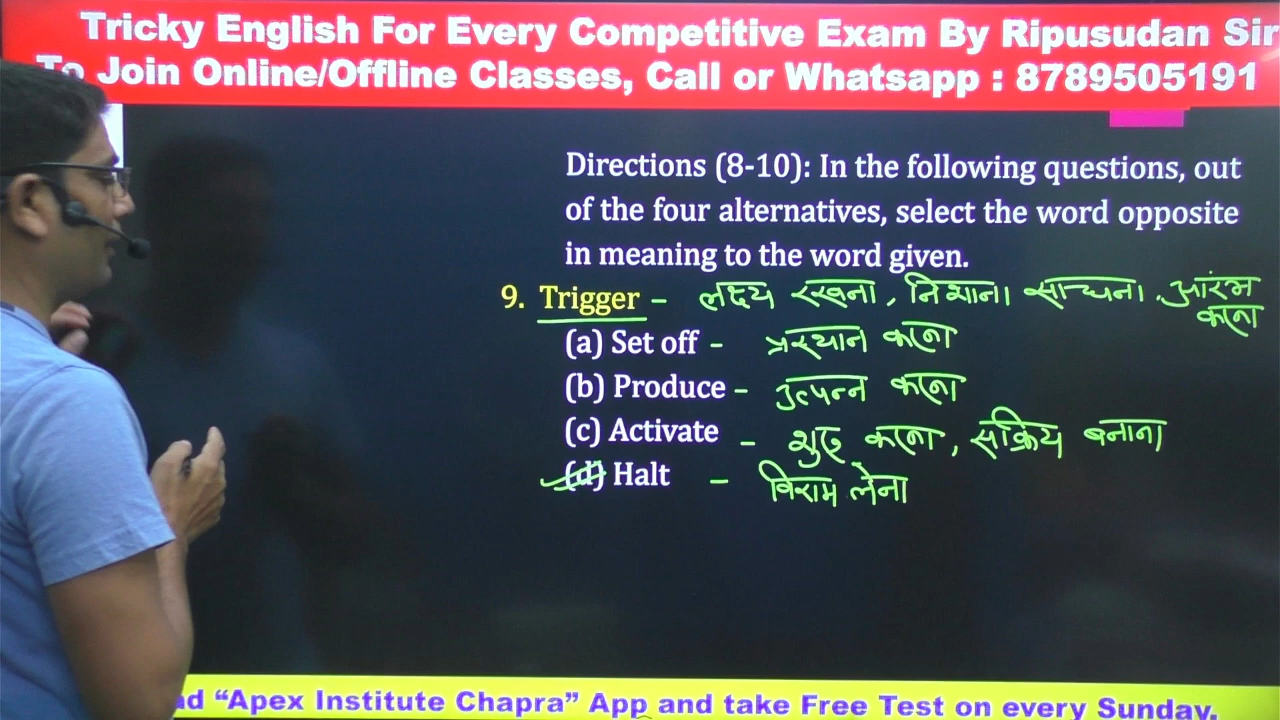 Tricky English For Every Competitive Exam By Ripusudan Sir
To Join Online/Offline Classes, Call or Whatsapp : 8789505191
Directions (8-10): In the following questions, out
of the four alternatives, select the word opposite
in meaning to the word given.
9. Trigger – लक्ष्य रखना, निशाना साधना, आरंभ
करना
(a) Set off – प्रस्थान करना
(b) Produce – उत्पन्न करना
(c) Activate – शुरु करना, सक्रिय बनाना
(d) Halt – विराम लेना
“Apex Institute Chapra” App and take Free Test on every Sunday.